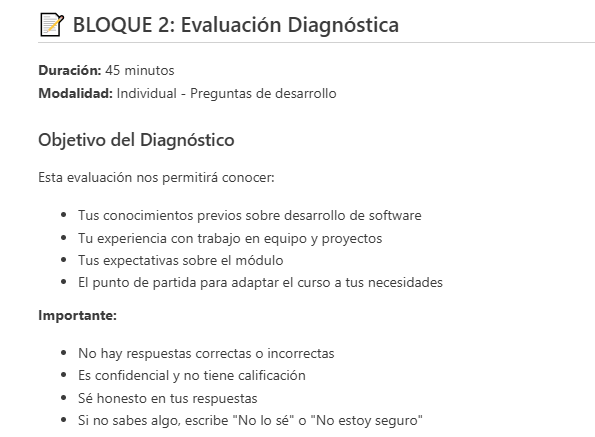 📝 BLOQUE 2: Evaluación Diagnóstica
Duración: 45 minutos
Modalidad: Individual - Preguntas de desarrollo
Objetivo del Diagnóstico
Esta evaluación nos permitirá conocer:
• Tus conocimientos previos sobre desarrollo de software
• Tu experiencia con trabajo en equipo y proyectos
• Tus expectativas sobre el módulo
• El punto de partida para adaptar el curso a tus necesidades
Importante:
• No hay respuestas correctas o incorrectas
• Es confidencial y no tiene calificación
• Sé honesto en tus respuestas
• Si no sabes algo, escribe "No lo sé" o "No estoy seguro"